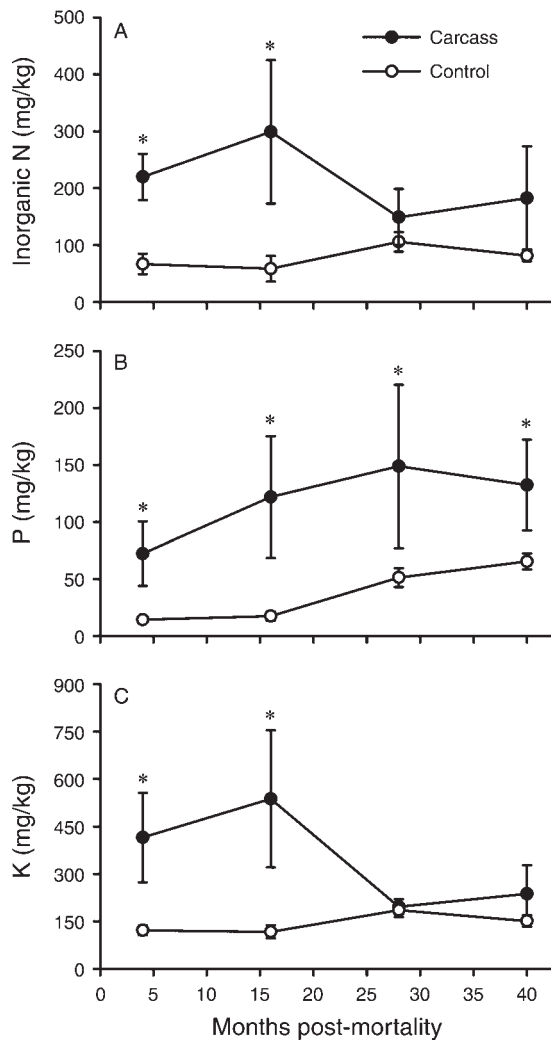 A
Carcass
Control
Inorganic N (mg/kg)
500
400
300
200
100
0
*
*
B
P (mg/kg)
250
200
150
100
50
0
*
*
*
*
C
K (mg/kg)
900
750
600
450
300
150
0
*
*
0 5 10 15 20 25 30 35 40
Months post-mortality